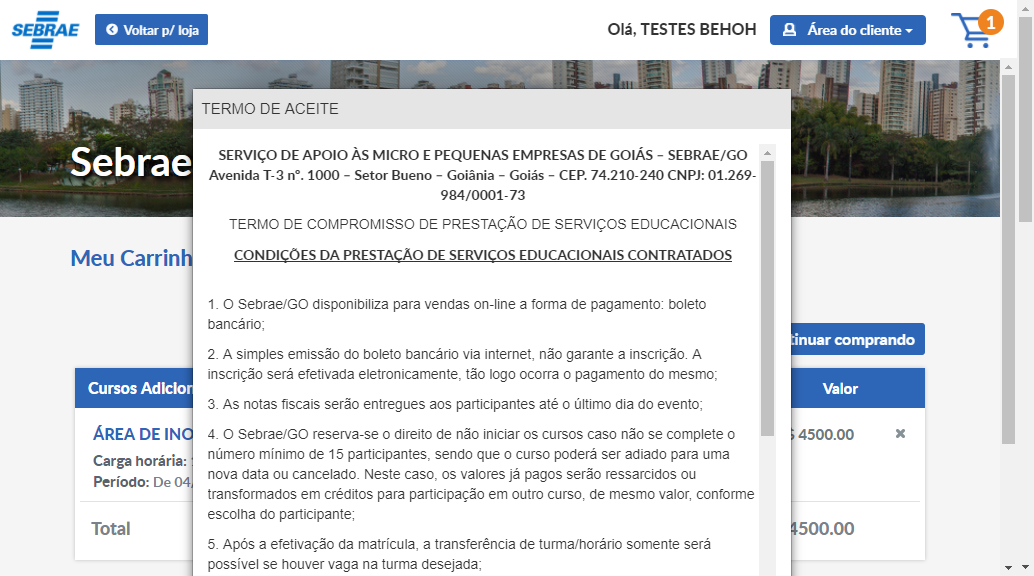 SEBRAE
Voltar p/ loja
Olá, TESTES BEHOH
Área do cliente
1
Sebrae
TERMO DE ACEITE
SERVIÇO DE APOIO ÀS MICRO E PEQUENAS EMPRESAS DE GOIÁS – SEBRAE/GO
Avenida T-3 nº. 1000 – Setor Bueno – Goiânia – Goiás – CEP. 74.210-240 CNPJ: 01.269-
984/0001-73
TERMO DE COMPROMISSO DE PRESTAÇÃO DE SERVIÇOS EDUCACIONAIS
CONDIÇÕES DA PRESTAÇÃO DE SERVIÇOS EDUCACIONAIS CONTRATADOS
1. O Sebrae/GO disponibiliza para vendas on-line a forma de pagamento: boleto
bancário;
2. A simples emissão do boleto bancário via internet, não garante a inscrição. A
inscrição será efetivada eletronicamente, tão logo ocorra o pagamento do mesmo;
3. As notas fiscais serão entregues aos participantes até o último dia do evento;
4. O Sebrae/GO reserva-se o direito de não iniciar os cursos caso não se complete o
número mínimo de 15 participantes, sendo que o curso poderá ser adiado para uma
nova data ou cancelado. Neste caso, os valores já pagos serão ressarcidos ou
transformados em créditos para participação em outro curso, de mesmo valor, conforme
escolha do participante;
5. Após a efetivação da matrícula, a transferência de turma/horário somente será
possível se houver vaga na turma desejada;
Meu Carrinh
tinuar comprando
Cursos Adicion
Valor
ÁREA DE INO
$ 4500.00
Carga horária:
Período: De 04/
Total
4500.00